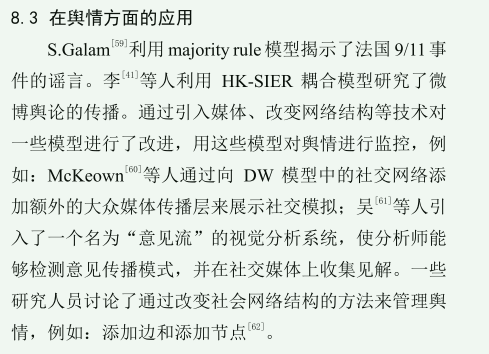 8.3 在舆情方面的应用
S.Galam[59]利用 majority rule 模型揭示了法国 9/11 事
件的谣言。李[41]等人利用 HK-SIER 耦合模型研究了微
博舆论的传播。通过引入媒体、改变网络结构等技术对
一些模型进行了改进，用这些模型对舆情进行监控，例
如：McKeown[60]等人通过向 DW 模型中的社交网络添
加额外的大众媒体传播层来展示社交模拟；吴[61]等人引
入了一个名为“意见流”的视觉分析系统，使分析师能
够检测意见传播模式，并在社交媒体上收集见解。一些
研究人员讨论了通过改变社会网络结构的方法来管理舆
情，例如：添加边和添加节点[62]。